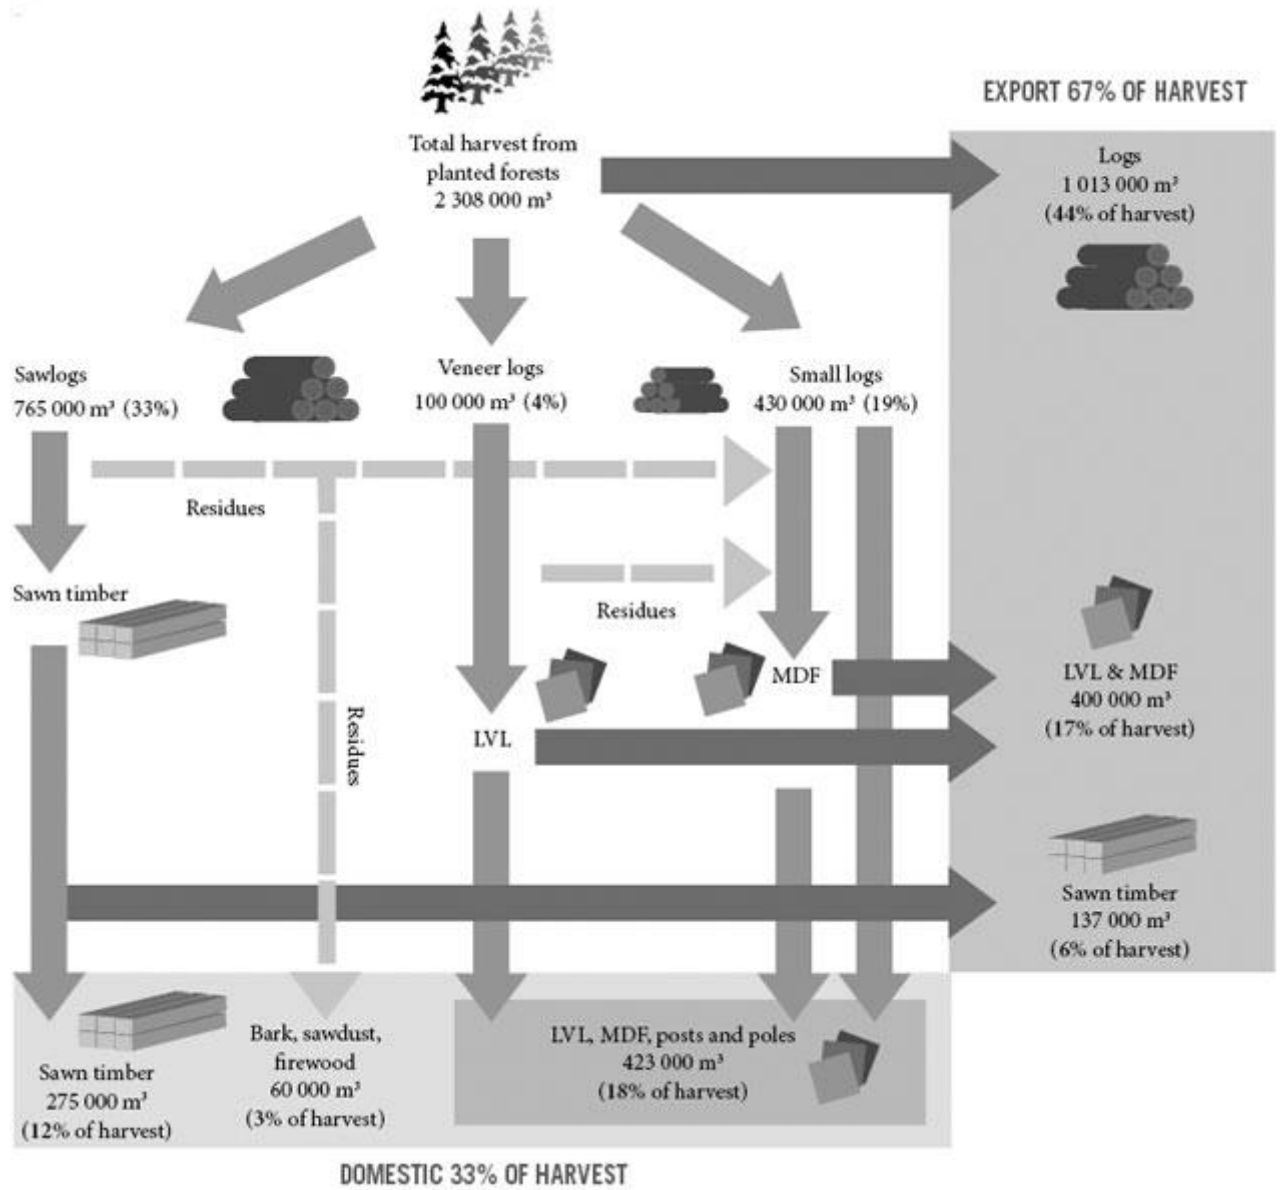 EXPORT 67% OF HARVEST
Total harvest from
planted forests
2 308 000 m³
Logs
1 013 000 m³
(44% of harvest)
Sawlogs
765 000 m³ (33%)
Veneer logs
100 000 m³ (4%)
Small logs
430 000 m³ (19%)
Residues
Sawn timber
Residues
Residues
MDF
LVL
LVL & MDF
400 000 m³
(17% of harvest)
Sawn timber
137 000 m³
(6% of harvest)
Sawn timber
275 000 m³
(12% of harvest)
Bark, sawdust,
firewood
60 000 m³
(3% of harvest)
LVL, MDF, posts and poles
423 000 m³
(18% of harvest)
DOMESTIC 33% OF HARVEST